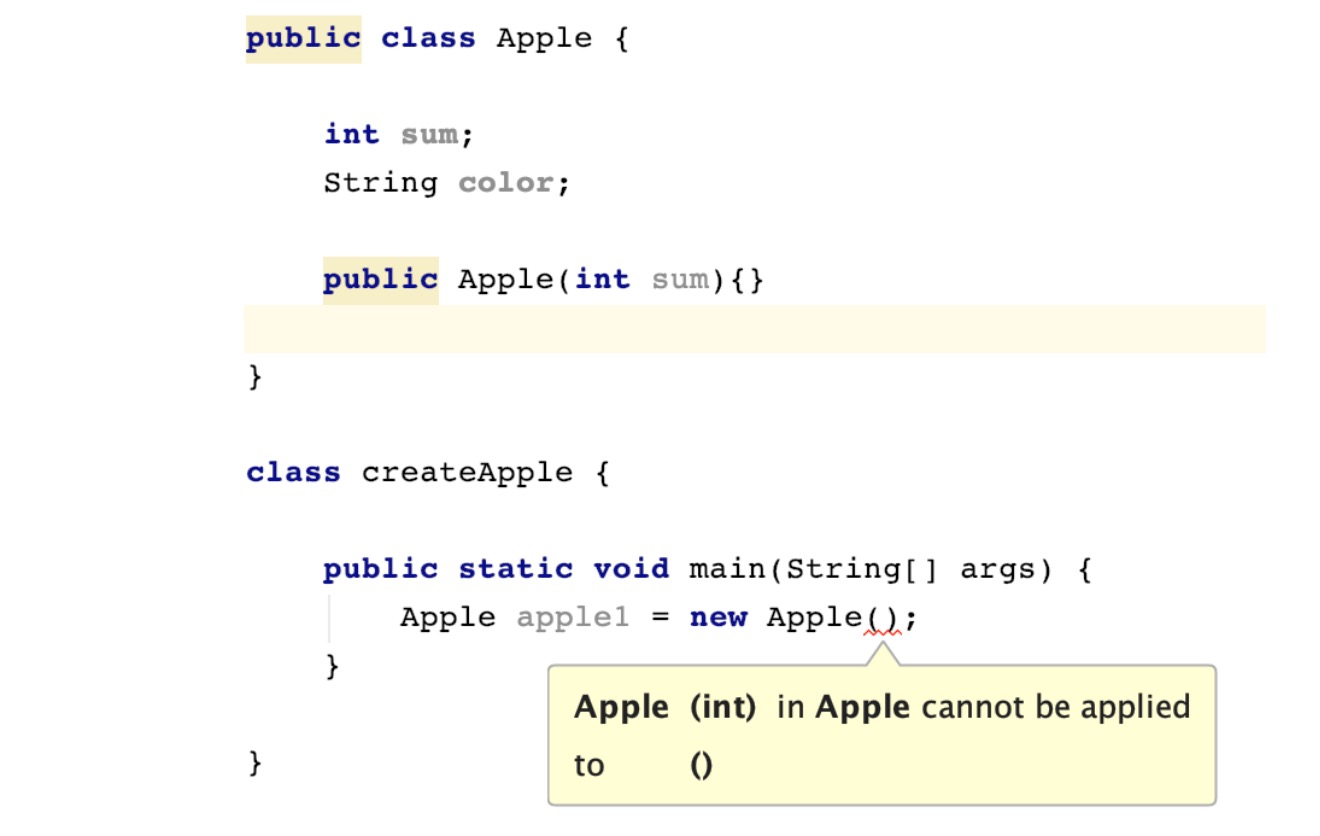 public class Apple {
int sum;
String color;
public Apple(int sum){}
}
class createApple {
public static void main(String[] args) {
Apple apple1 = new Apple();
}
Apple (int) in Apple cannot be applied
to ()
}